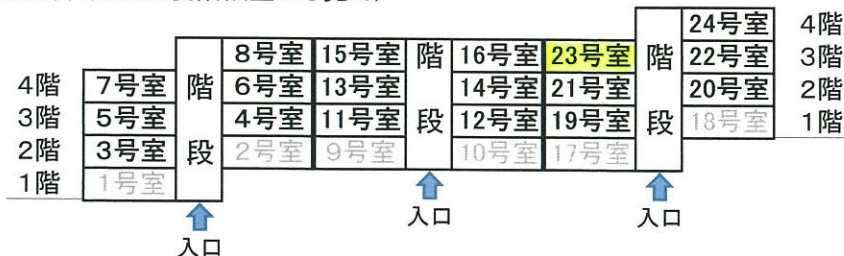 24号室 4階
8号室 15号室 階 16号室 23号室 階 22号室 3階
4階 7号室 階 6号室 13号室 14号室 21号室 20号室 2階
3階 5号室 4号室 11号室 段 12号室 19号室 段 18号室 1階
2階 3号室 段 2号室 9号室 10号室 17号室
1階 1号室
入口 入口
入口